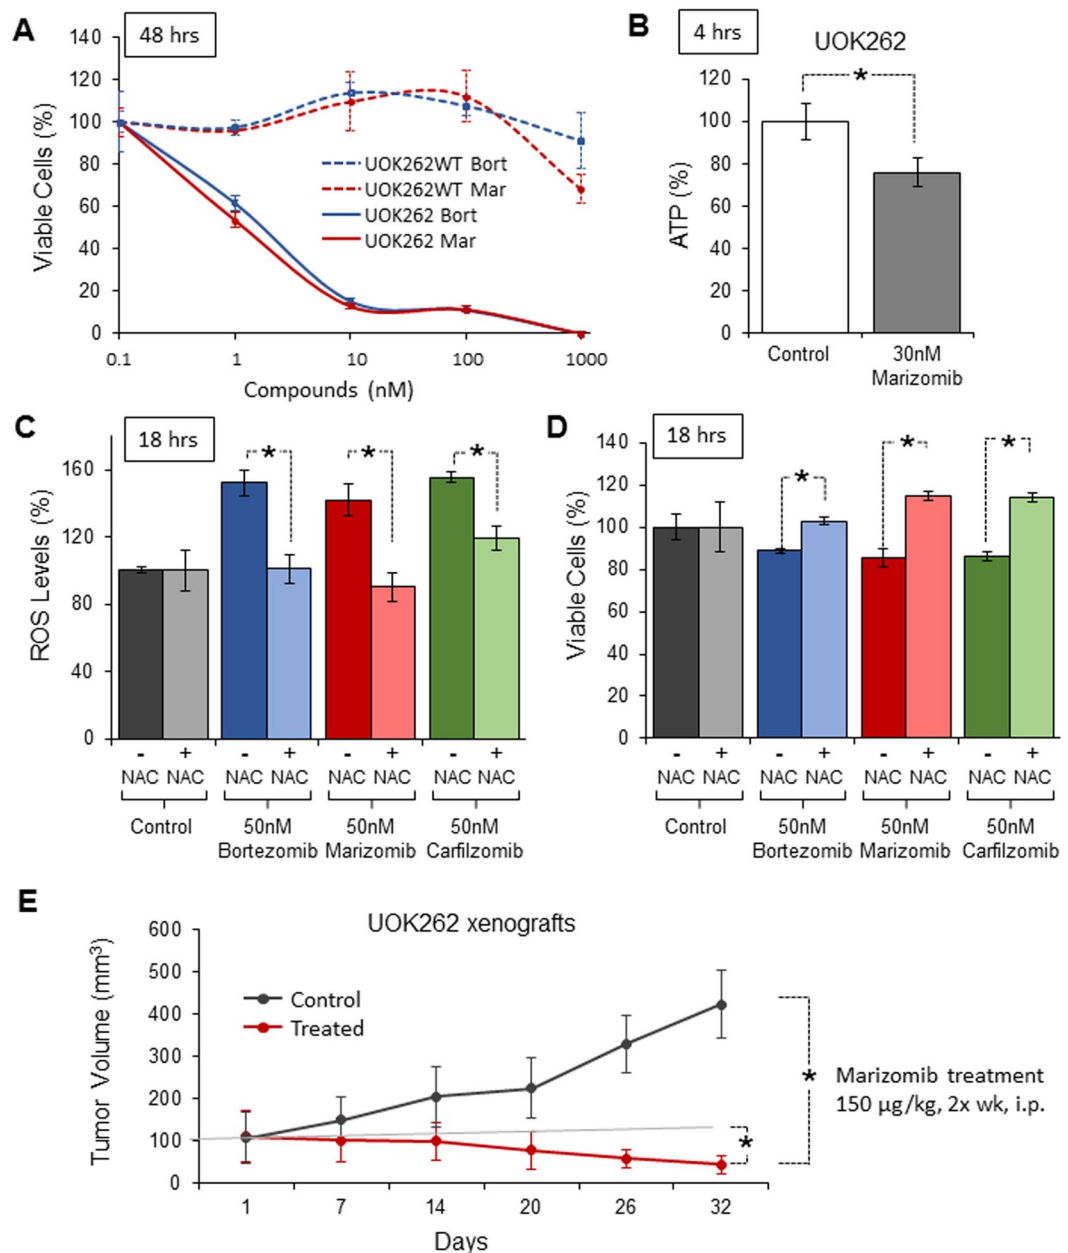 A
48 hrs
140
120
100
80
60
40
20
0
Viable Cells (%)
UOK262WT Bort
UOK262WT Mar
UOK262 Bort
UOK262 Mar
0.1 1 10 100 1000
Compounds (nM)
B
4 hrs
UOK262
*
120
100
80
60
40
20
0
ATP (%)
Control
30nM
Marizomib
C
18 hrs
* * *
160
120
80
40
0
ROS Levels (%)
- + - + - + - +
NAC NAC NAC NAC NAC NAC NAC NAC
Control
50nM
Bortezomib
50nM
Marizomib
50nM
Carfilzomib
D
18 hrs
* * *
140
120
100
80
60
40
20
0
Viable Cells (%)
- + - + - + - +
NAC NAC NAC NAC NAC NAC NAC NAC
Control
50nM
Bortezomib
50nM
Marizomib
50nM
Carfilzomib
E
UOK262 xenografts
600
500
400
300
200
100
0
Tumor Volume (mm³)
Control
Treated
*
*
Marizomib treatment
150 µg/kg, 2x wk, i.p.
1 7 14 20 26 32
Days